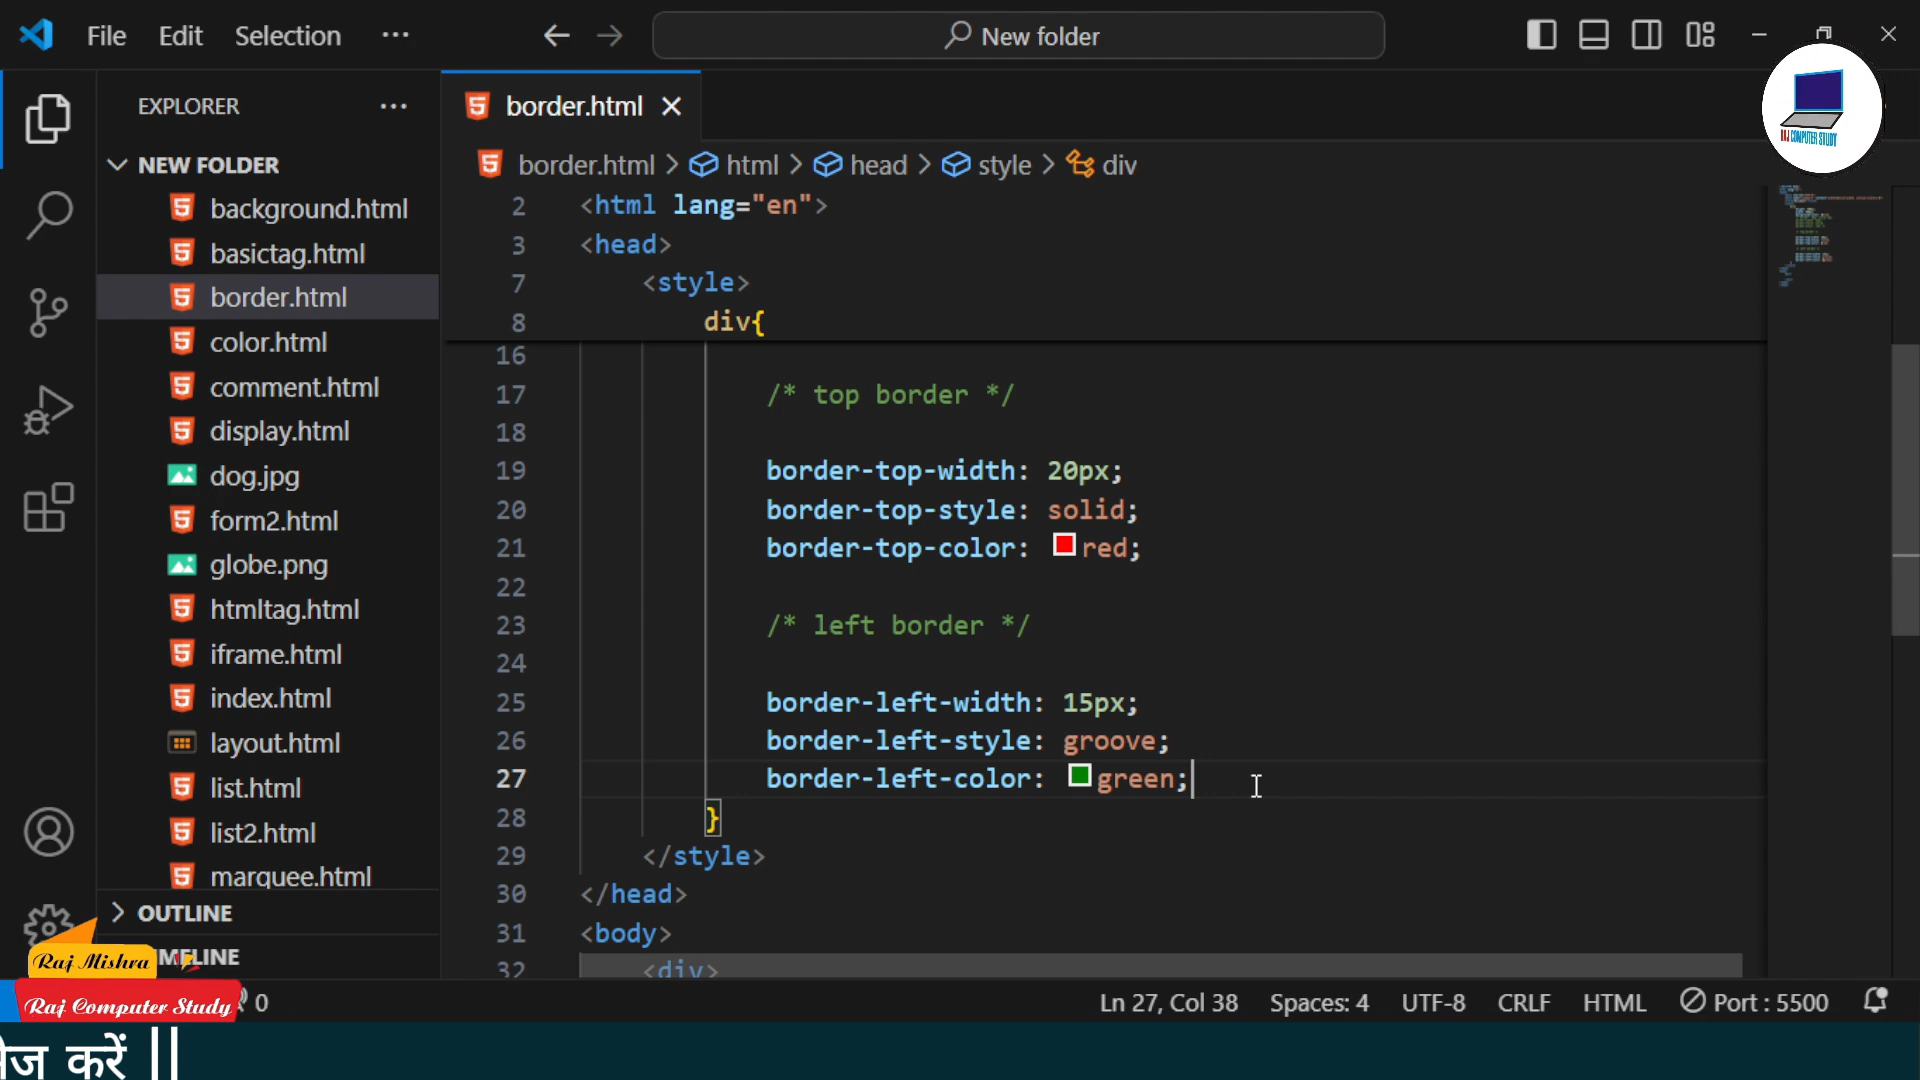 File Edit Selection ···
New folder
RAJ COMPUTER STUDY
EXPLORER ···
NEW FOLDER
background.html
basictag.html
border.html
color.html
comment.html
display.html
dog.jpg
form2.html
globe.png
htmltag.html
iframe.html
index.html
layout.html
list.html
list2.html
marquee.html
OUTLINE
border.html
border.html > html > head > style > div
2 <html lang="en">
3 <head>
7 <style>
8 div{
16
17 /* top border */
18
19 border-top-width: 20px;
20 border-top-style: solid;
21 border-top-color: red;
22
23 /* left border */
24
25 border-left-width: 15px;
26 border-left-style: groove;
27 border-left-color: green;
28 }
29 </style>
30 </head>
31 <body>
32 <div>
Raj Mishra
Raj Computer Study
0
Ln 27, Col 38 Spaces: 4 UTF-8 CRLF HTML Port : 5500
करें ||